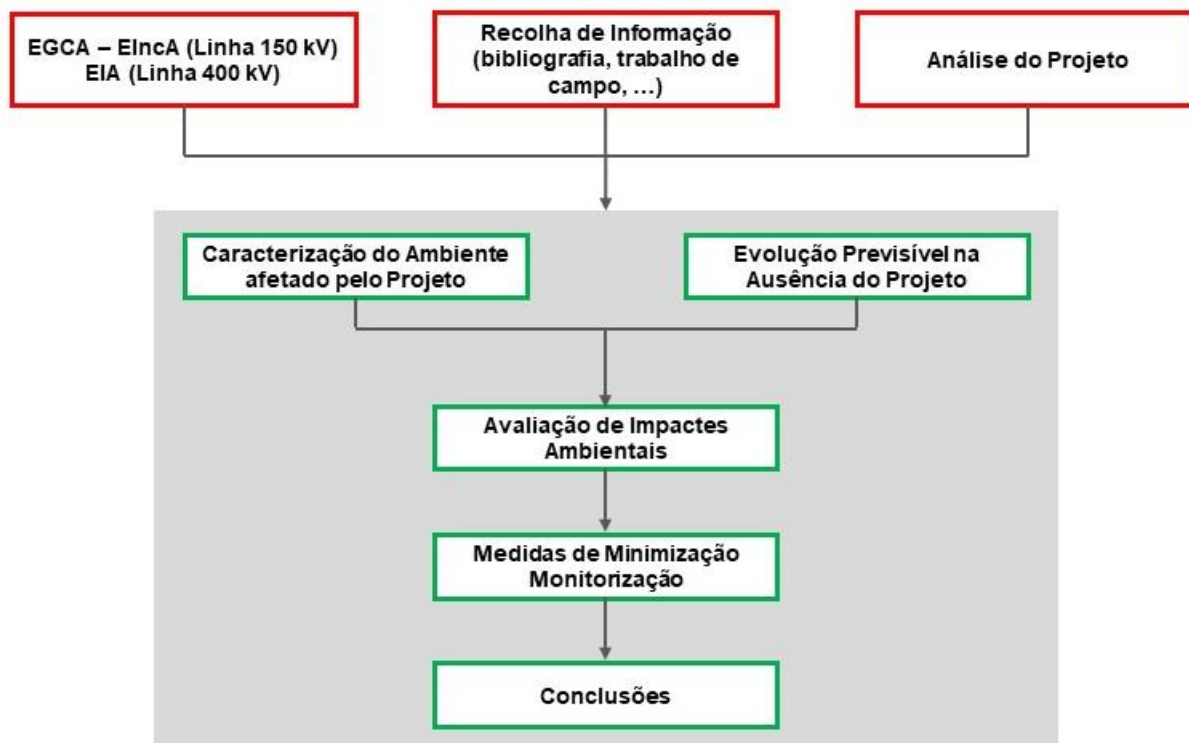 EGCA – EIncA (Linha 150 kV)
EIA (Linha 400 kV)
Recolha de Informação
(bibliografia, trabalho de
campo, …)
Análise do Projeto
Caracterização do Ambiente
afetado pelo Projeto
Evolução Previsível na
Ausência do Projeto
Avaliação de Impactes
Ambientais
Medidas de Minimização
Monitorização
Conclusões